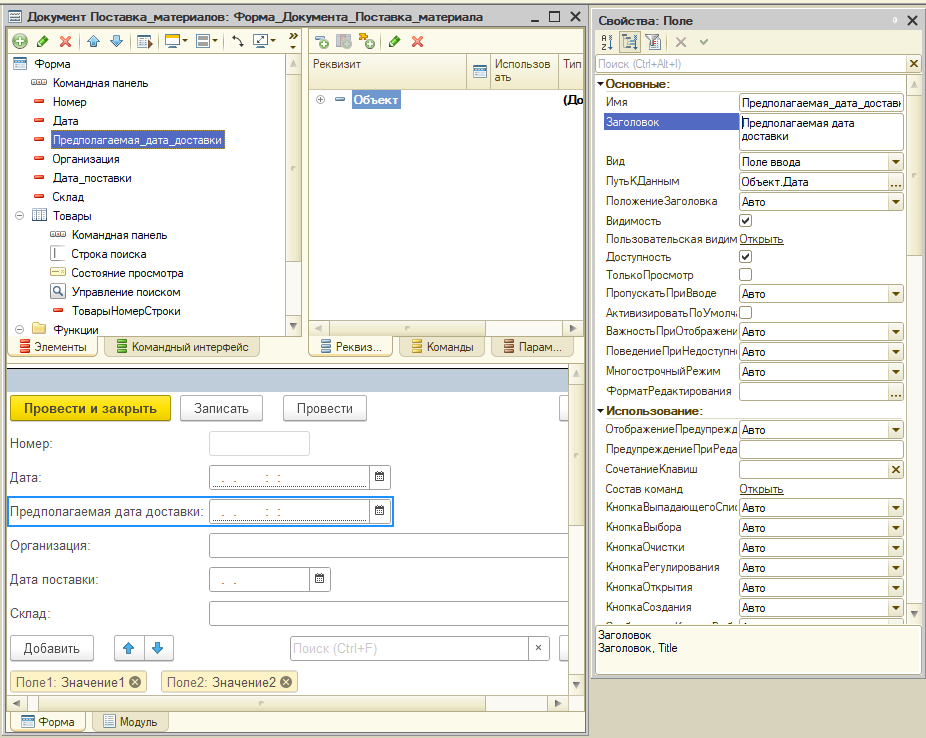 Документ Поставка_материалов: Форма_Документа_Поставка_материала
Форма
Командная панель
Номер
Дата
Предполагаемая_дата_доставки
Организация
Дата_поставки
Склад
Товары
Командная панель
Строка поиска
Состояние просмотра
Управление поиском
ТоварыНомерСтроки
Функции
Элементы
Командный интерфейс
Реквизит
Использов
ать
Тип
Объект
(До
Реквиз...
Команды
Парам...
Провести и закрыть
Записать
Провести
Номер:
Дата:
. . : :
Предполагаемая дата доставки:
. . : :
Организация:
Дата поставки:
. .
Склад:
Добавить
Поиск (Ctrl+F)
×
Поле1: Значение1
Поле2: Значение2
Форма
Модуль
Свойства: Поле
Поиск (Ctrl+Alt+I)
Основные:
Имя
Предполагаемая_дата_доставк
Заголовок
Предполагаемая дата
доставки
Вид
Поле ввода
ПутьКДанным
Объект.Дата
...
ПоложениеЗаголовка
Авто
Видимость
Пользовательская видим
Открыть
Доступность
ТолькоПросмотр
ПропускатьПриВводе
Авто
АктивизироватьПоУмолч
ВажностьПриОтображени
Авто
ПоведениеПриНедоступн
Авто
МногострочныйРежим
Авто
ФорматРедактирования
...
Использование:
ОтображениеПредупрежд
Авто
ПредупреждениеПриРеда
СочетаниеКлавиш
Состав команд
Открыть
КнопкаВыпадающегоСпис
Авто
КнопкаВыбора
Авто
КнопкаОчистки
Авто
КнопкаРегулирования
Авто
КнопкаОткрытия
Авто
КнопкаСоздания
Авто
Заголовок
Заголовок, Title